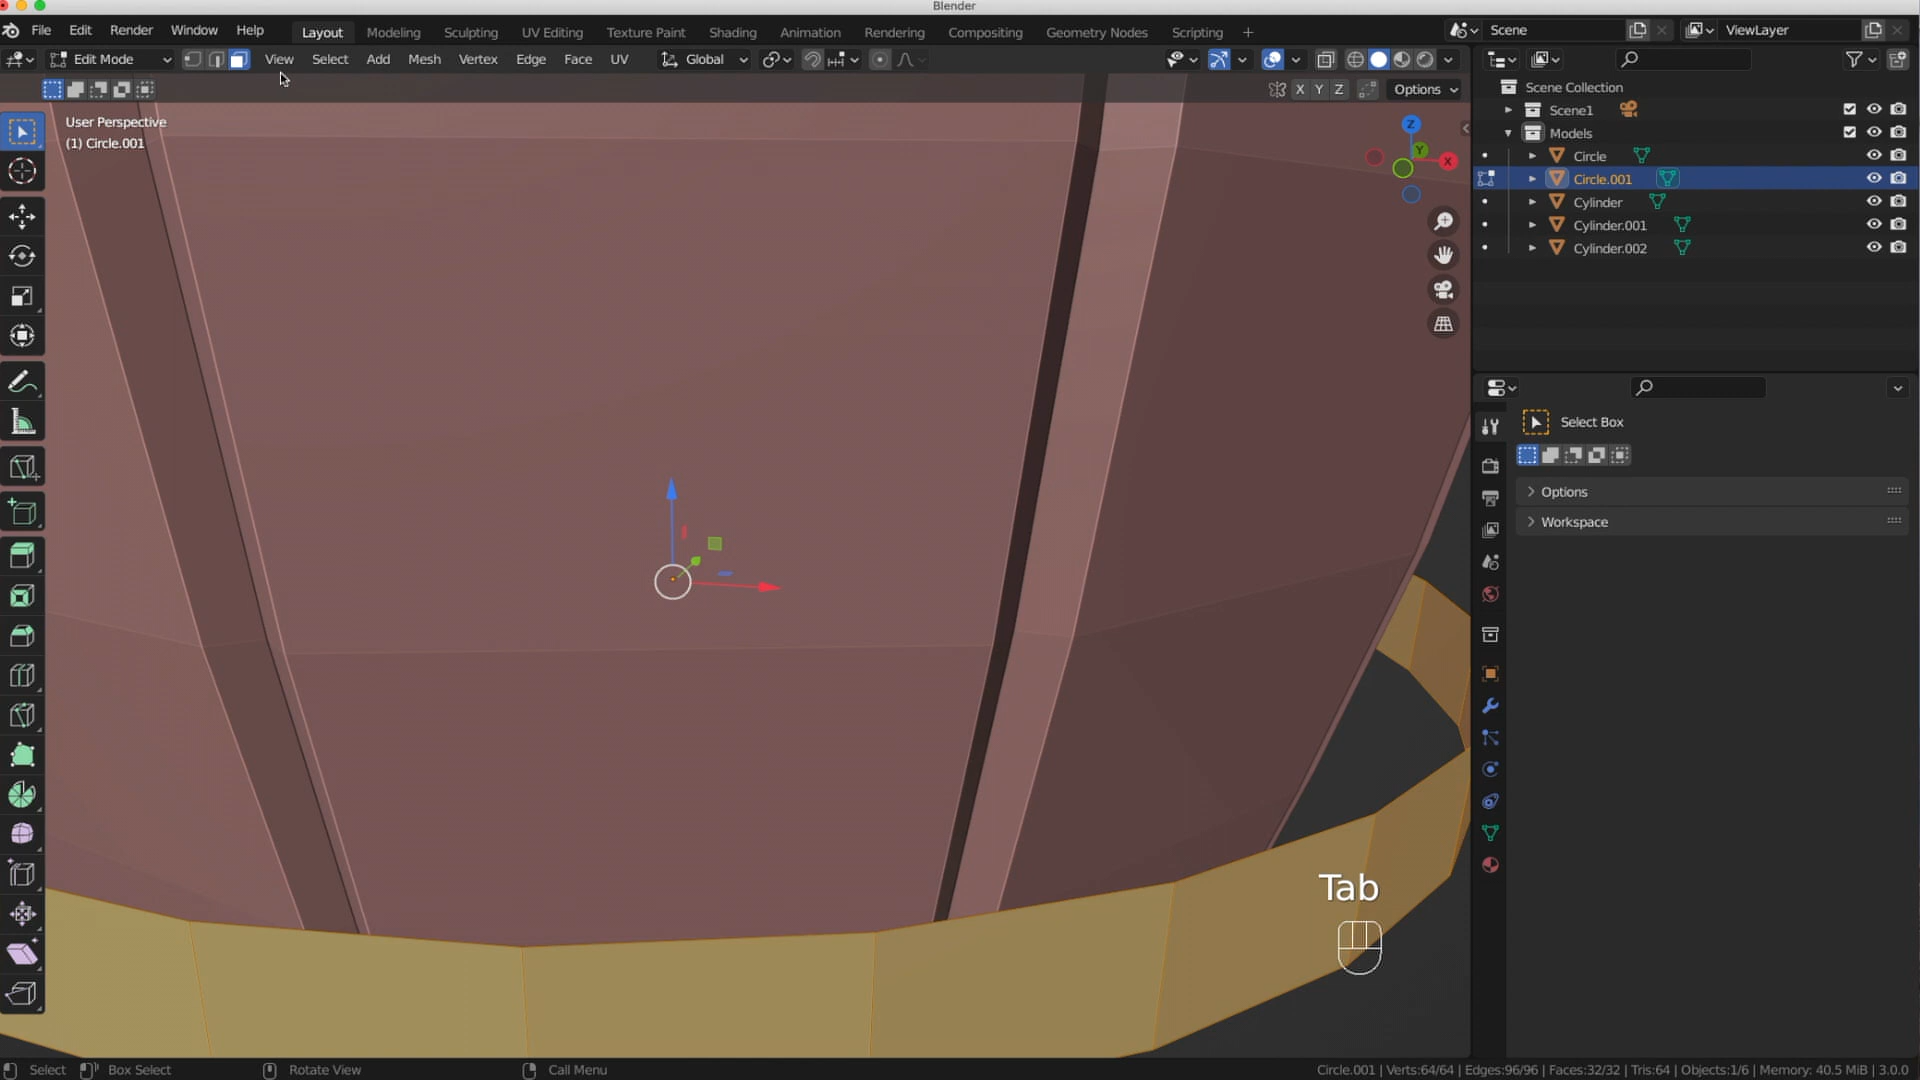 Blender
File Edit Render Window Help Layout Modeling Sculpting UV Editing Texture Paint Shading Animation Rendering Compositing Geometry Nodes Scripting + Scene ViewLayer
Edit Mode View Select Add Mesh Vertex Edge Face UV Global
X Y Z Options
User Perspective
(1) Circle.001
Z
Y
X
Scene Collection
Scene1
Models
Circle
Circle.001
Cylinder
Cylinder.001
Cylinder.002
Select Box
Options
Workspace
Tab
Select Box Select Rotate View Call Menu Circle.001 | Verts:64/64 | Edges:96/96 | Faces:32/32 | Tris:64 | Objects:1/6 | Memory: 40.5 MiB | 3.0.0